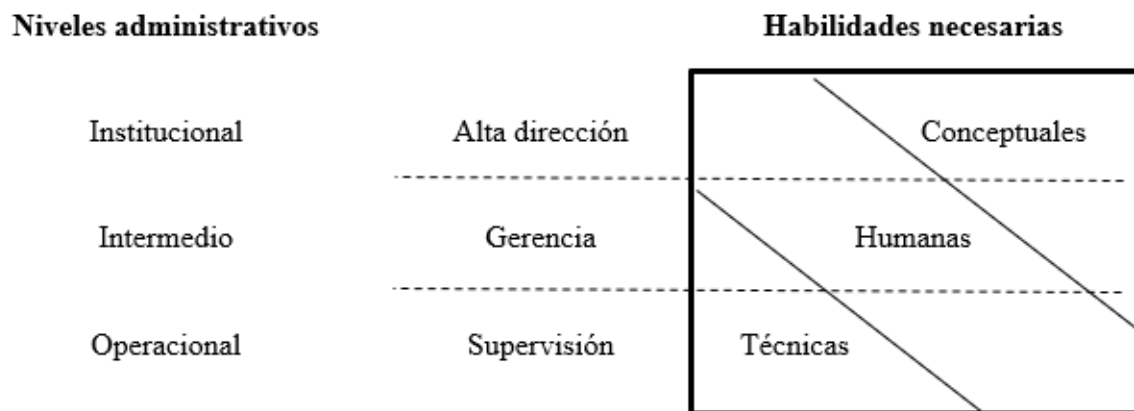 Niveles administrativos Habilidades necesarias
Institucional Alta dirección Conceptuales
Intermedio Gerencia Humanas
Operacional Supervisión Técnicas